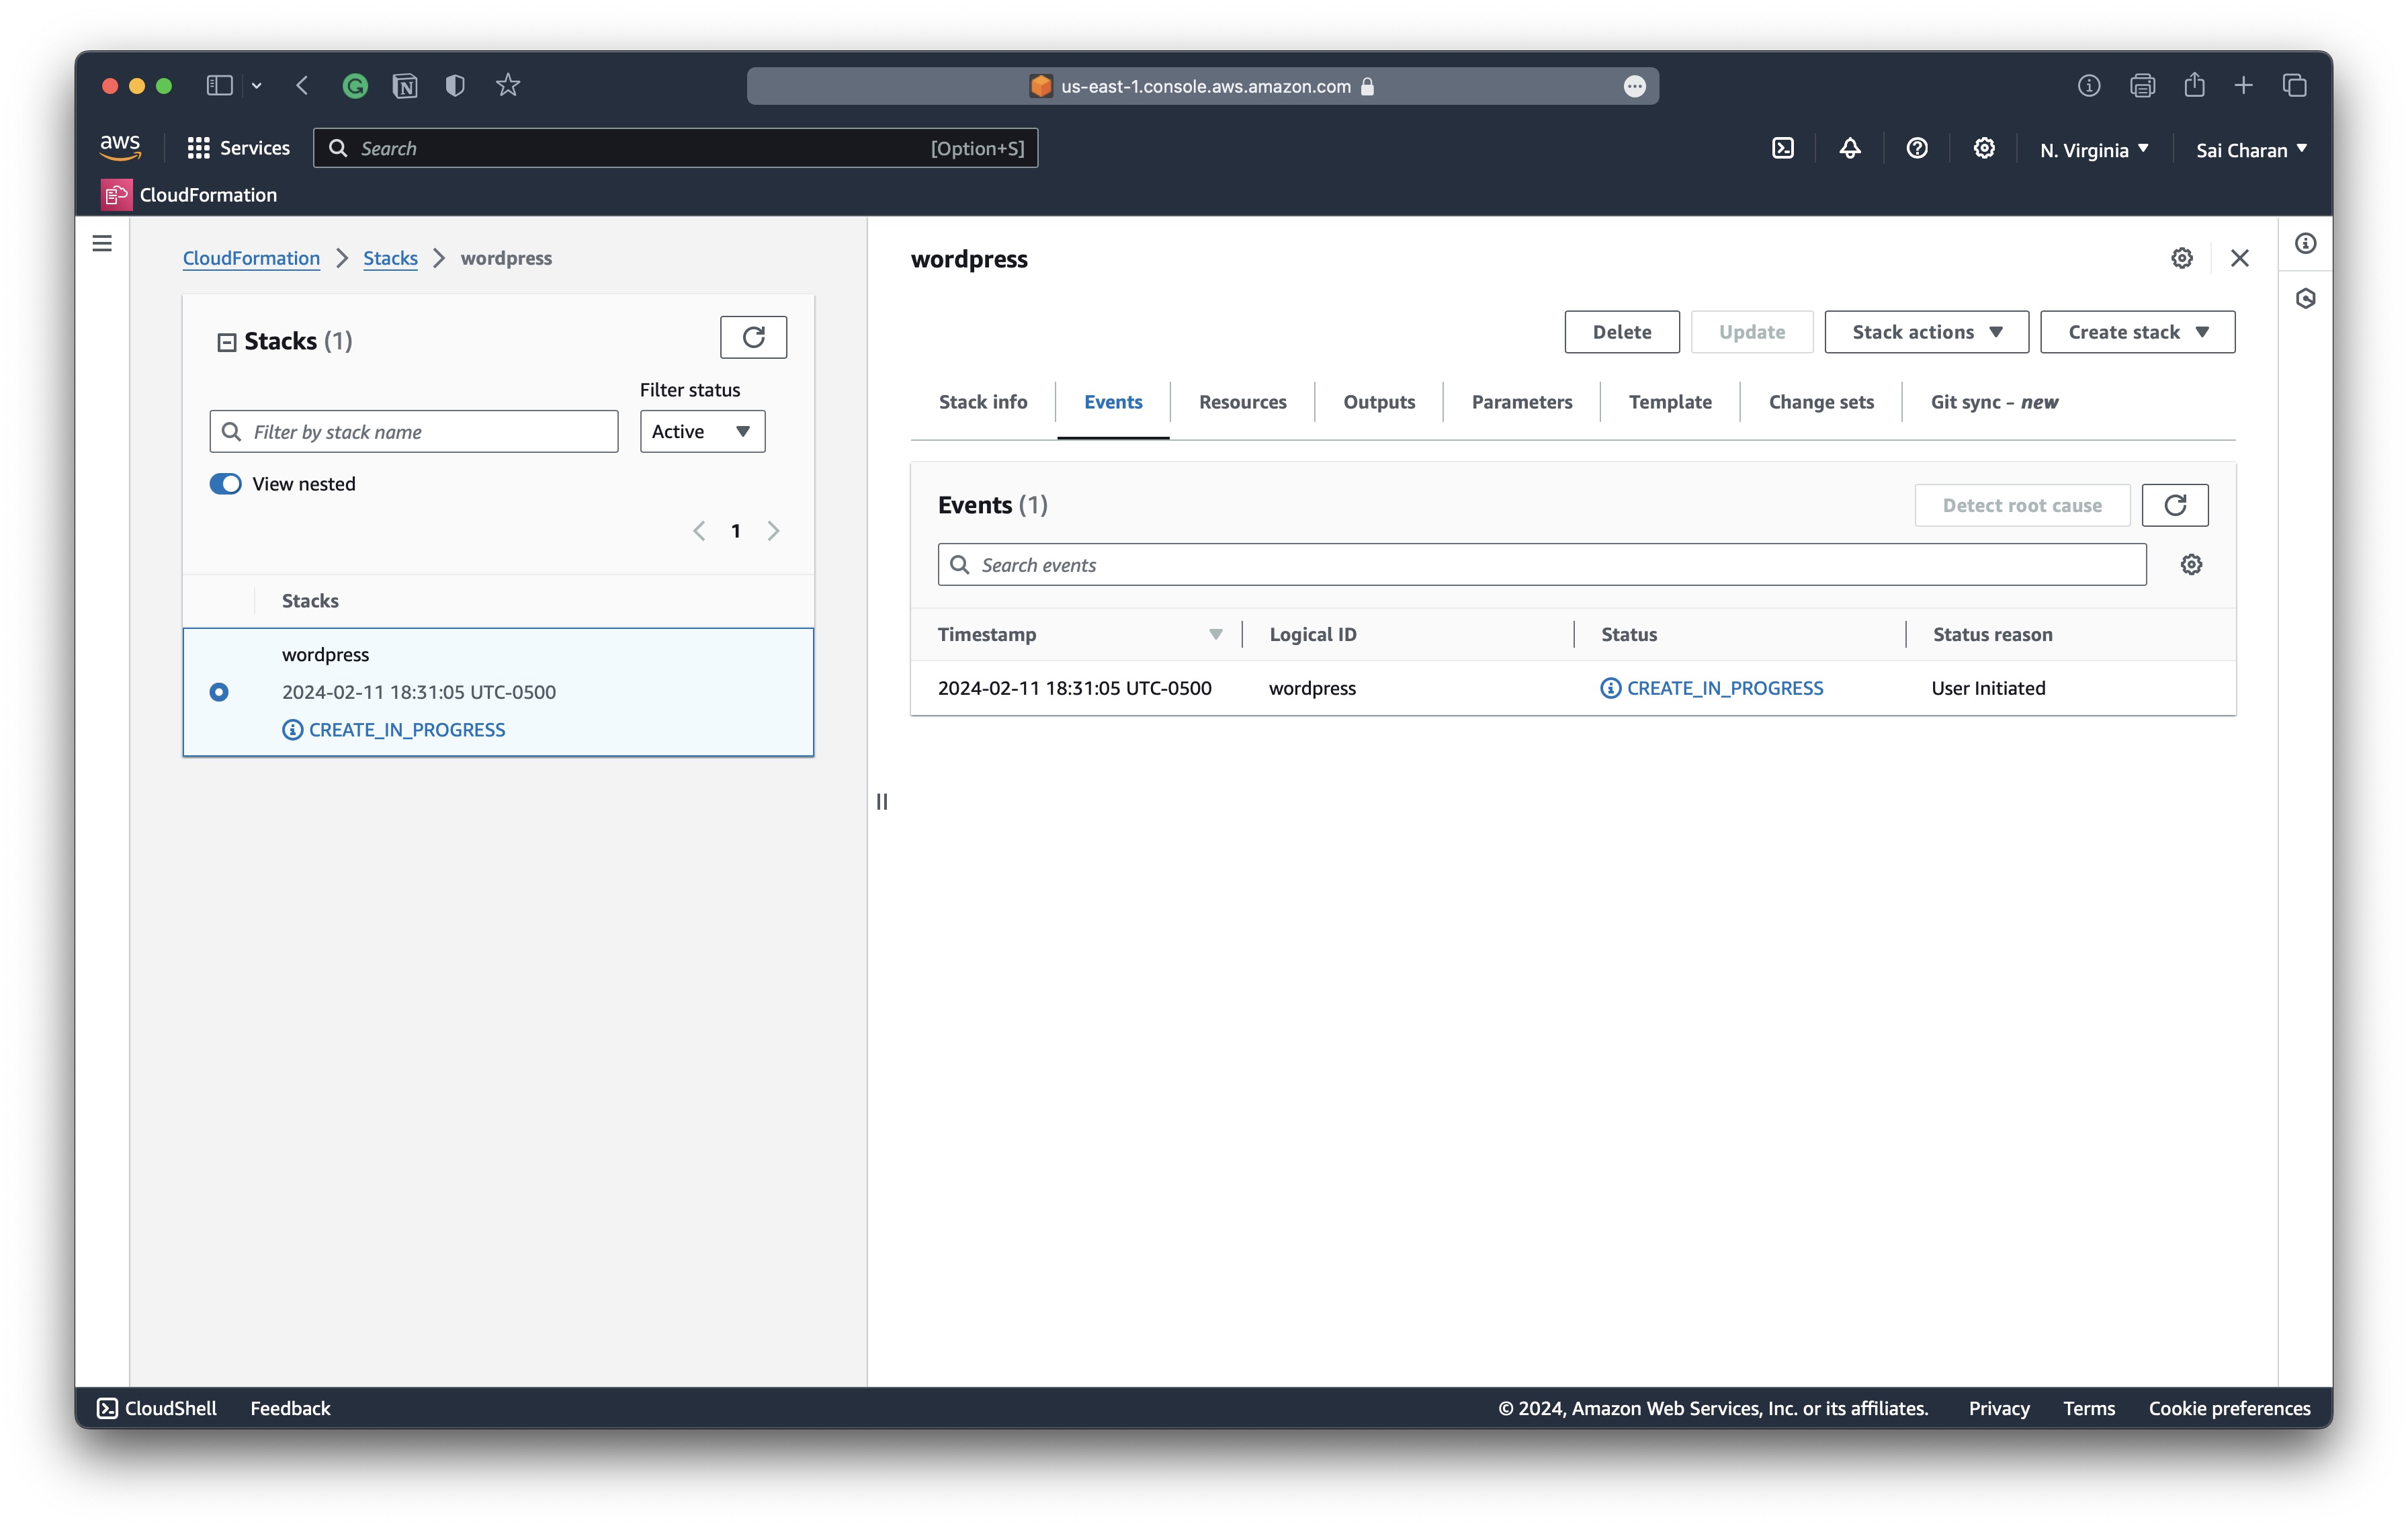 us-east-1.console.aws.amazon.com
aws
Services
Search
[Option+S]
N. Virginia
Sai Charan
CloudFormation
CloudFormation
Stacks
wordpress
Stacks (1)
Filter status
Filter by stack name
Active
View nested
1
Stacks
wordpress
2024-02-11 18:31:05 UTC-0500
CREATE_IN_PROGRESS
wordpress
Delete
Update
Stack actions
Create stack
Stack info
Events
Resources
Outputs
Parameters
Template
Change sets
Git sync - new
Events (1)
Detect root cause
Search events
Timestamp
Logical ID
Status
Status reason
2024-02-11 18:31:05 UTC-0500
wordpress
CREATE_IN_PROGRESS
User Initiated
CloudShell
Feedback
© 2024, Amazon Web Services, Inc. or its affiliates.
Privacy
Terms
Cookie preferences